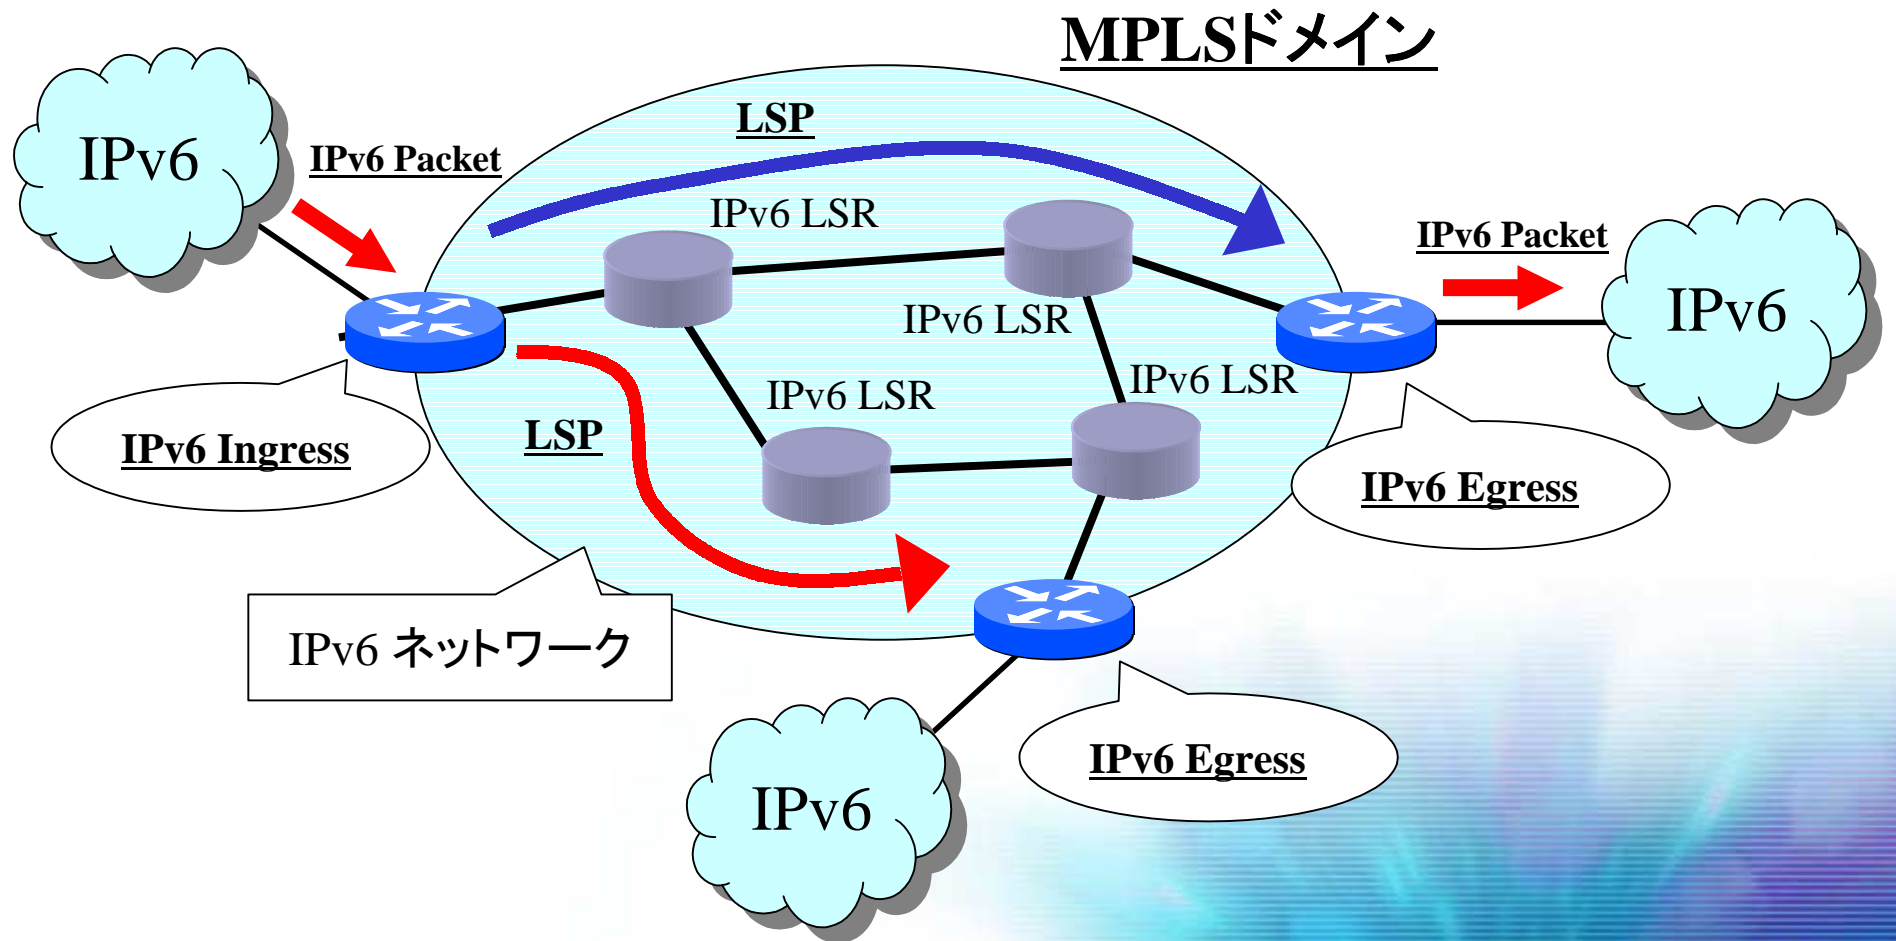 MPLSドメイン
LSP
IPv6
IPv6 Packet
IPv6 LSR
IPv6 Packet
IPv6
IPv6 LSR
IPv6 LSR
IPv6 LSR
LSP
IPv6 Ingress
IPv6 Egress
IPv6 ネットワーク
IPv6 Egress
IPv6